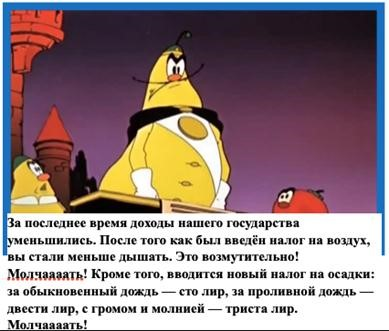 За последнее время доходы нашего государства
уменьшились. После того как был введён налог на воздух,
вы стали меньше дышать. Это возмутительно!
Молчаааать! Кроме того, вводится новый налог на осадки:
за обыкновенный дождь — сто лир, за проливной дождь —
двести лир, с громом и молнией — триста лир.
Молчаааать!